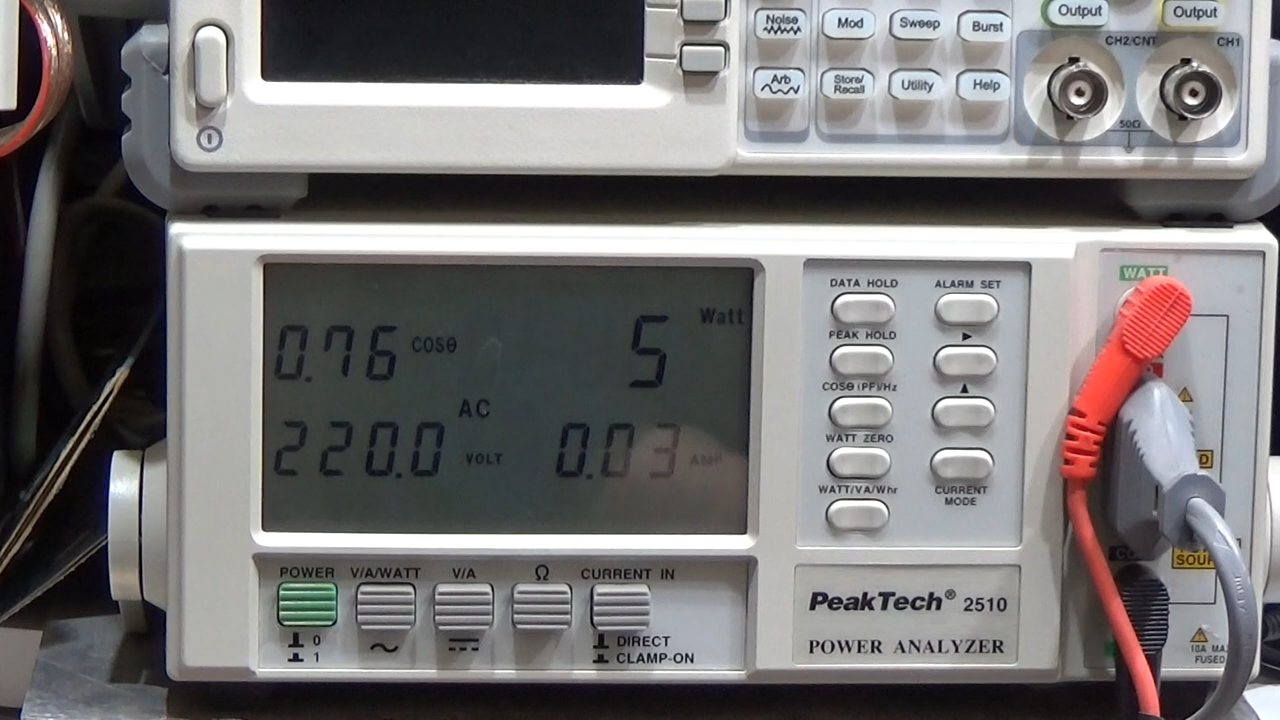 Noise Mod Sweep Burst
Output Output
CH2/CNT CH1
Arb Store/ Recall Utility Help
50Ω
WATT
DATA HOLD ALARM SET
PEAK HOLD ▶
COSθ (PF)/Hz ▲
WATT ZERO
WATT/VA/Whr CURRENT MODE
0.76 COSθ 5 Watt
AC
220.0 VOLT 0.03 AMP
POWER V/A/WATT V/A Ω CURRENT IN
0 DIRECT
1 CLAMP-ON
PeakTech® 2510
POWER ANALYZER
10A
FUSED